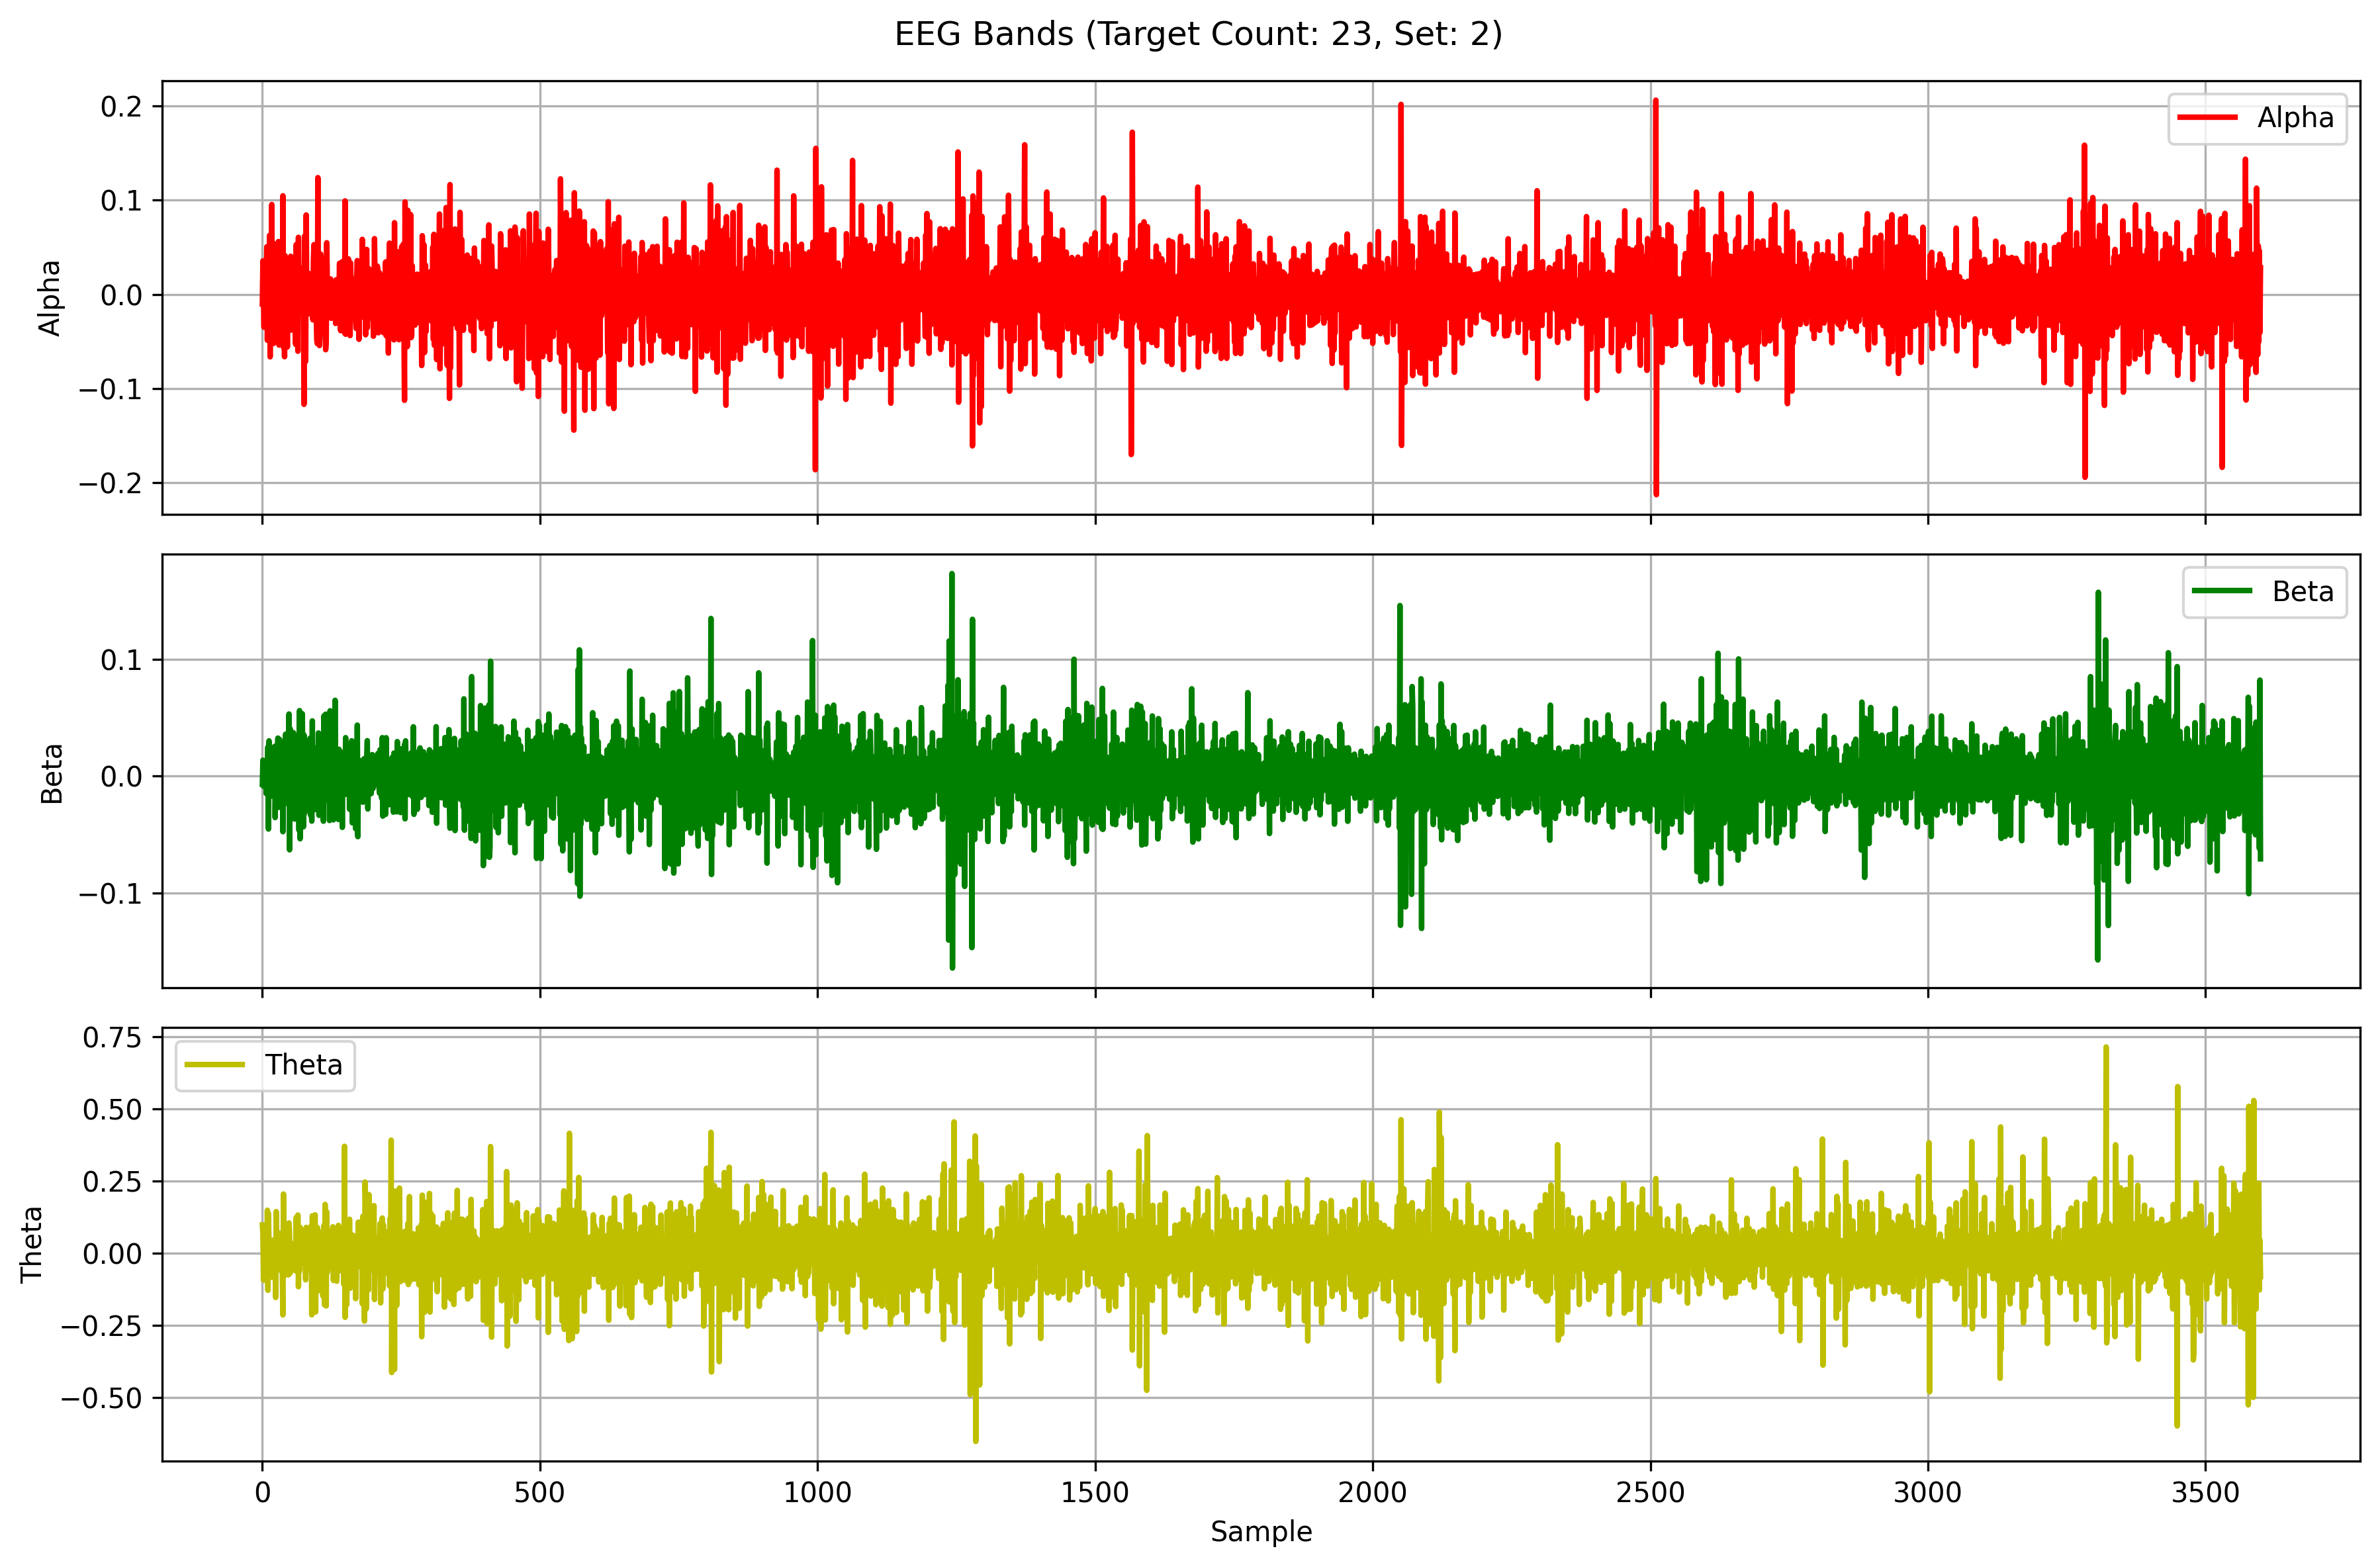 EEG Bands (Target Count: 23, Set: 2)
0.2
0.1
0.0
−0.1
−0.2
Alpha
Alpha
0.1
0.0
−0.1
Beta
Beta
0.75
0.50
0.25
0.00
−0.25
−0.50
Theta
Theta
0 500 1000 1500 2000 2500 3000 3500
Sample